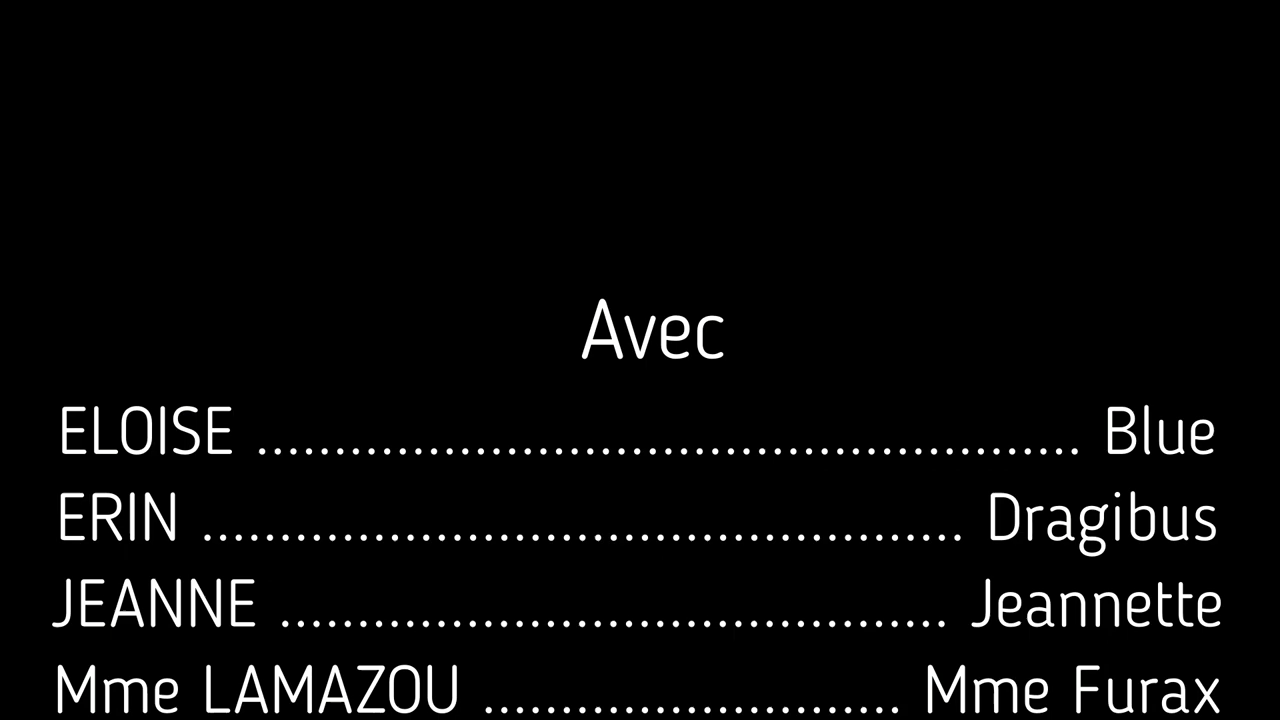 Avec
ELOISE ..................................................... Blue
ERIN ................................................. Dragibus
JEANNE ........................................... Jeannette
Mme LAMAZOU ........................... Mme Furax